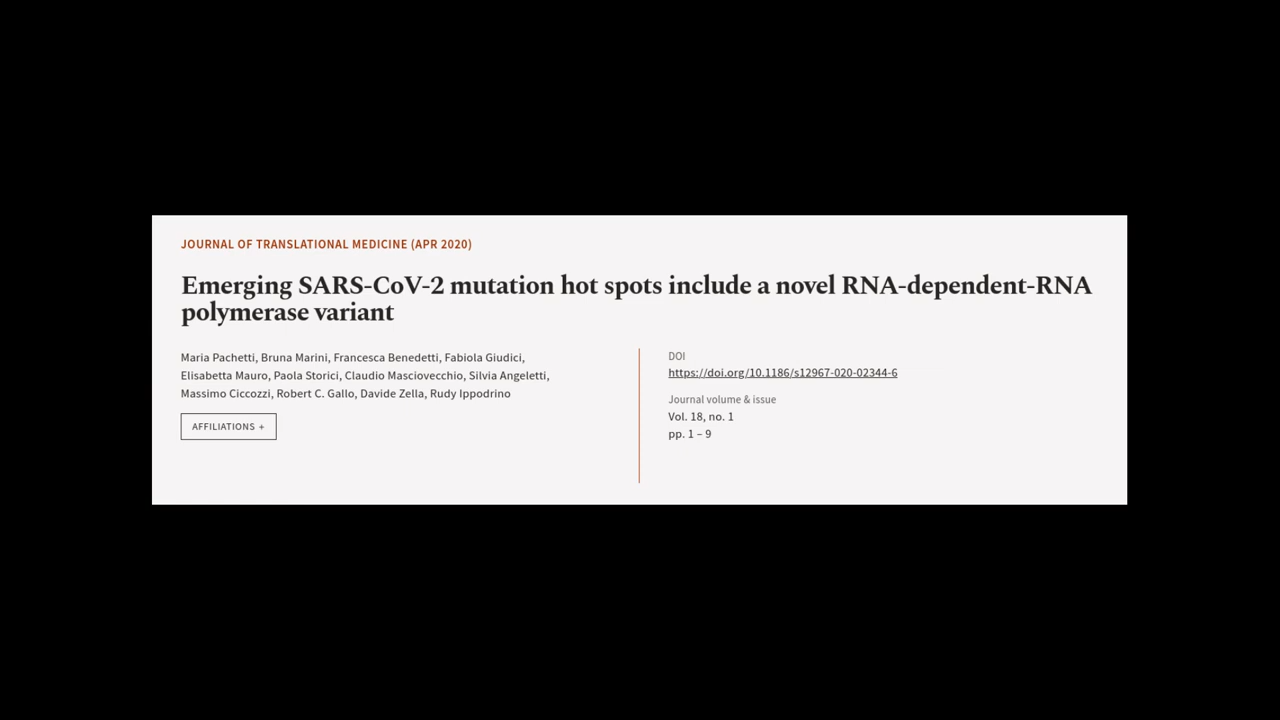 JOURNAL OF TRANSLATIONAL MEDICINE (APR 2020)
Emerging SARS-CoV-2 mutation hot spots include a novel RNA-dependent-RNA
polymerase variant
Maria Pachetti, Bruna Marini, Francesca Benedetti, Fabiola Giudici,
Elisabetta Mauro, Paola Storici, Claudio Masciovecchio, Silvia Angeletti,
Massimo Ciccozzi, Robert C. Gallo, Davide Zella, Rudy Ippodrino
AFFILIATIONS +
DOI
https://doi.org/10.1186/s12967-020-02344-6
Journal volume & issue
Vol. 18, no. 1
pp. 1 – 9